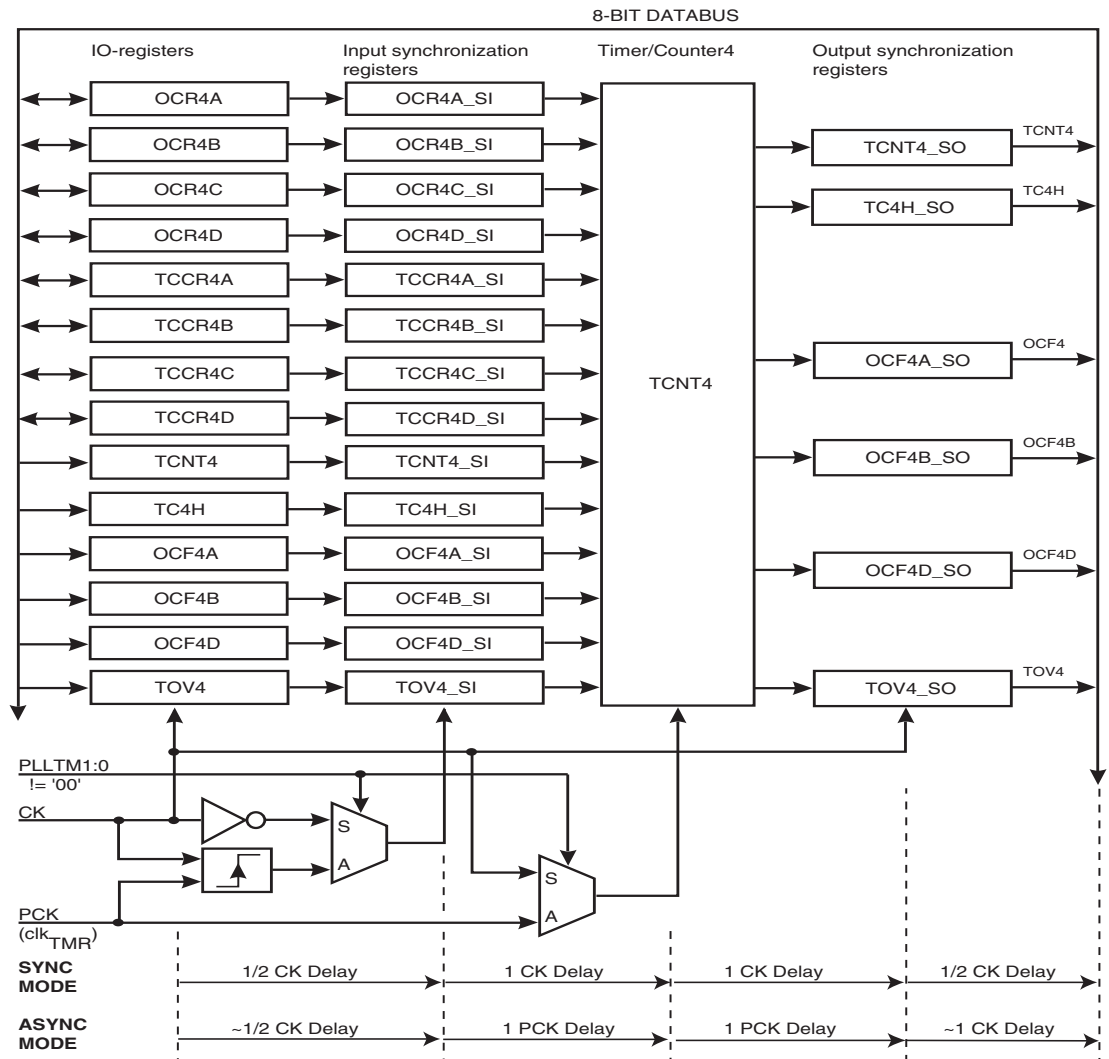 8-BIT DATABUS
IO-registers
Input synchronization
registers
Timer/Counter4
Output synchronization
registers
OCR4A
OCR4A_SI
OCR4B
OCR4B_SI
TCNT4_SO
TCNT4
OCR4C
OCR4C_SI
TC4H_SO
TC4H
OCR4D
OCR4D_SI
TCCR4A
TCCR4A_SI
TCCR4B
TCCR4B_SI
OCF4A_SO
OCF4
TCCR4C
TCCR4C_SI
TCNT4
TCCR4D
TCCR4D_SI
TCNT4
TCNT4_SI
OCF4B_SO
OCF4B
TC4H
TC4H_SI
OCF4A
OCF4A_SI
OCF4D_SO
OCF4D
OCF4B
OCF4B_SI
OCF4D
OCF4D_SI
TOV4
TOV4_SI
TOV4_SO
TOV4
PLLTM1:0
!= '00'
CK
S
A
S
A
PCK
(clkTMR)
SYNC
MODE
1/2 CK Delay
1 CK Delay
1 CK Delay
1/2 CK Delay
ASYNC
MODE
~1/2 CK Delay
1 PCK Delay
1 PCK Delay
~1 CK Delay